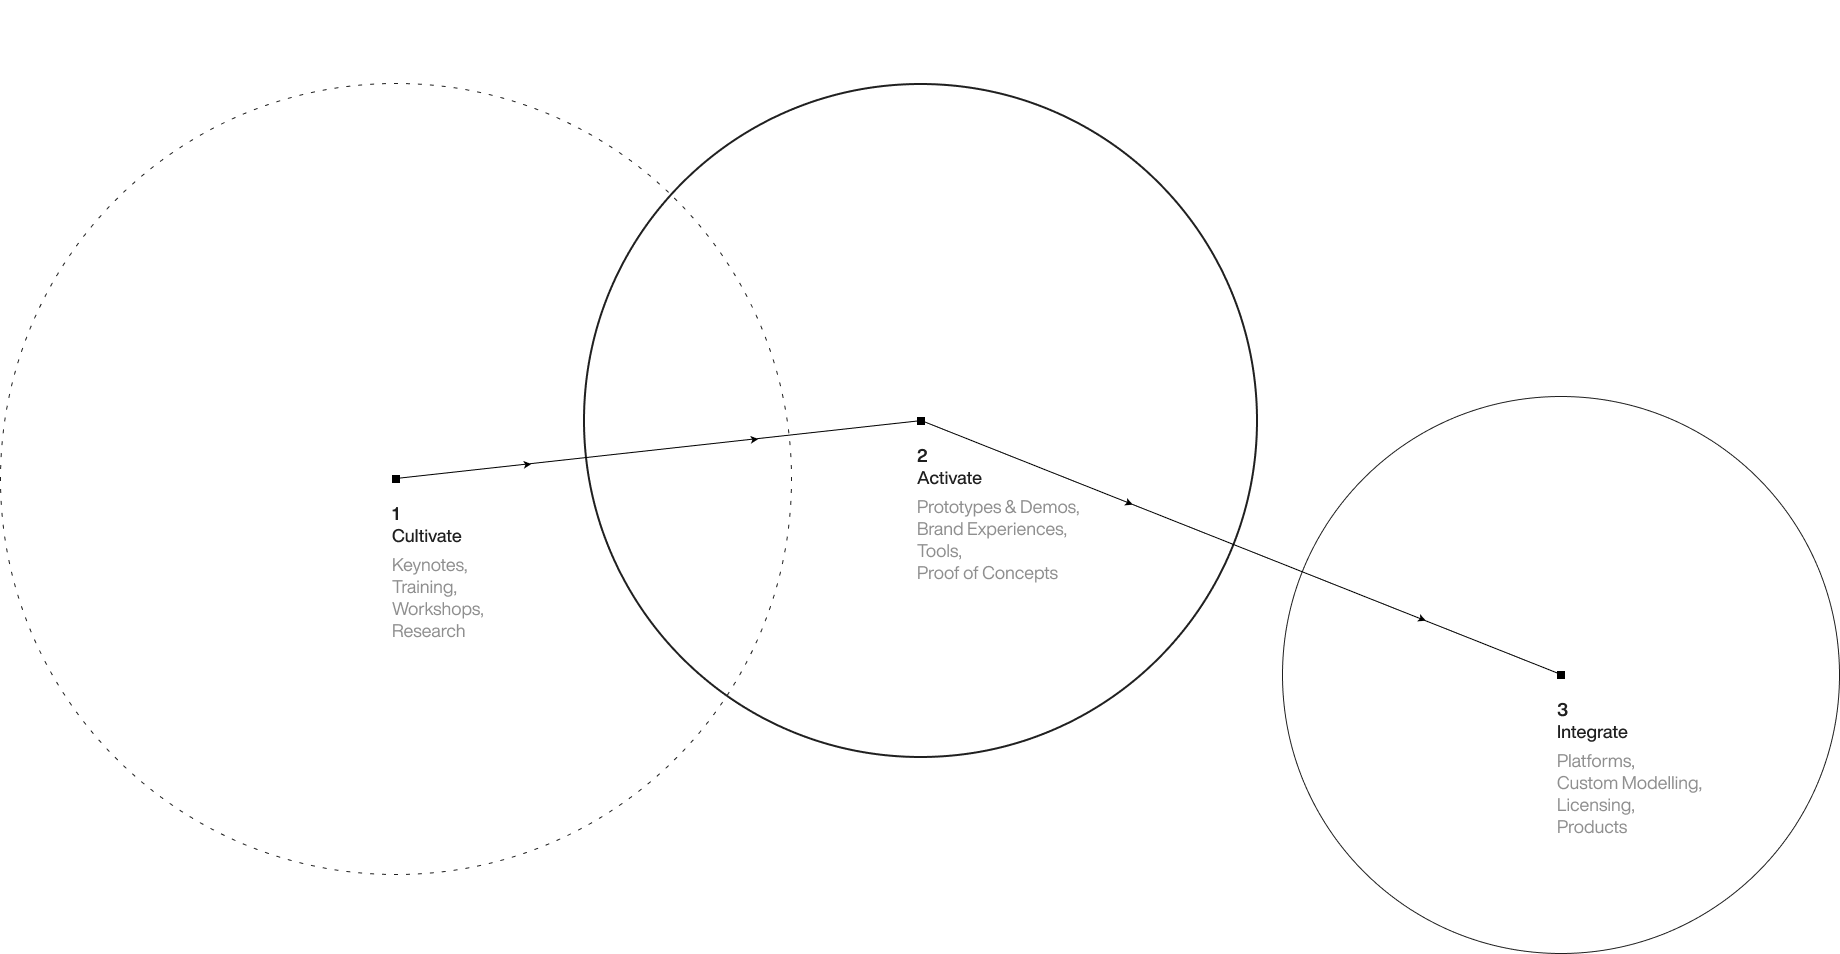 1
Cultivate
Keynotes,
Training,
Workshops,
Research
2
Activate
Prototypes & Demos,
Brand Experiences,
Tools,
Proof of Concepts
3
Integrate
Platforms,
Custom Modelling,
Licensing,
Products